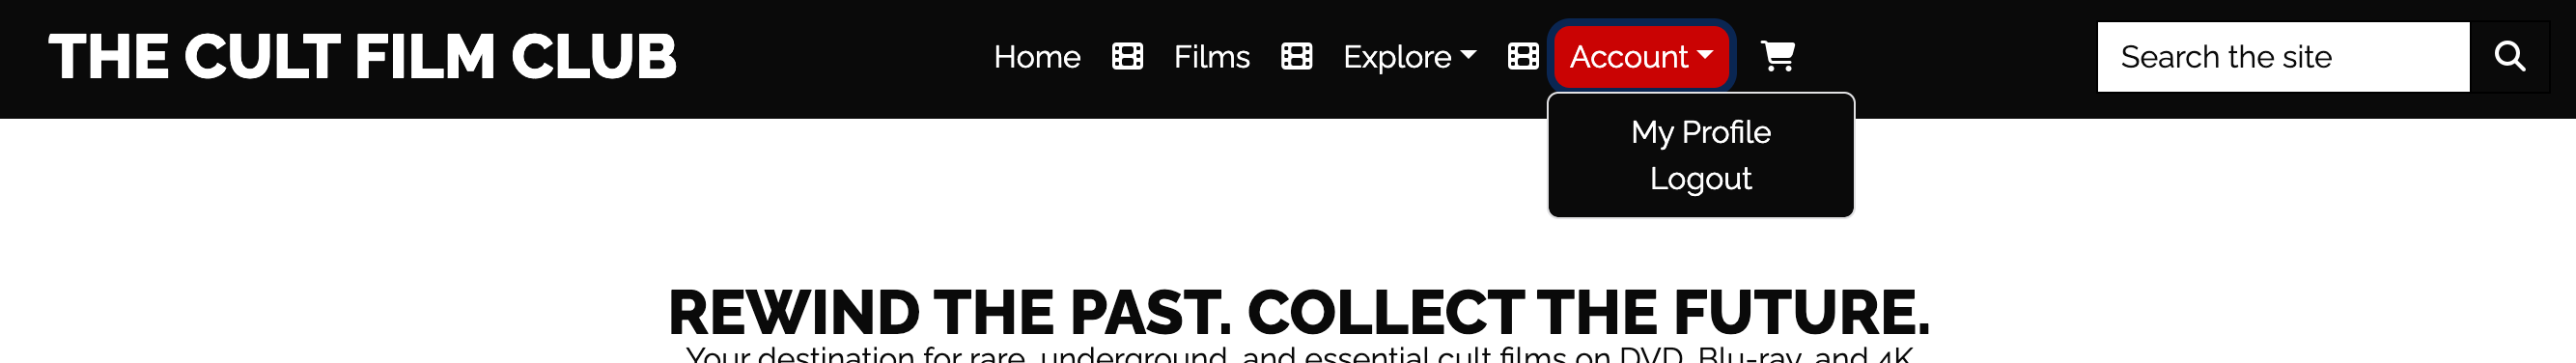 THE CULT FILM CLUB
Home Films Explore Account
Search the site
My Profile
Logout
REWIND THE PAST. COLLECT THE FUTURE.
Your destination for rare, underground, and essential cult films on DVD, Blu-ray, and 4K